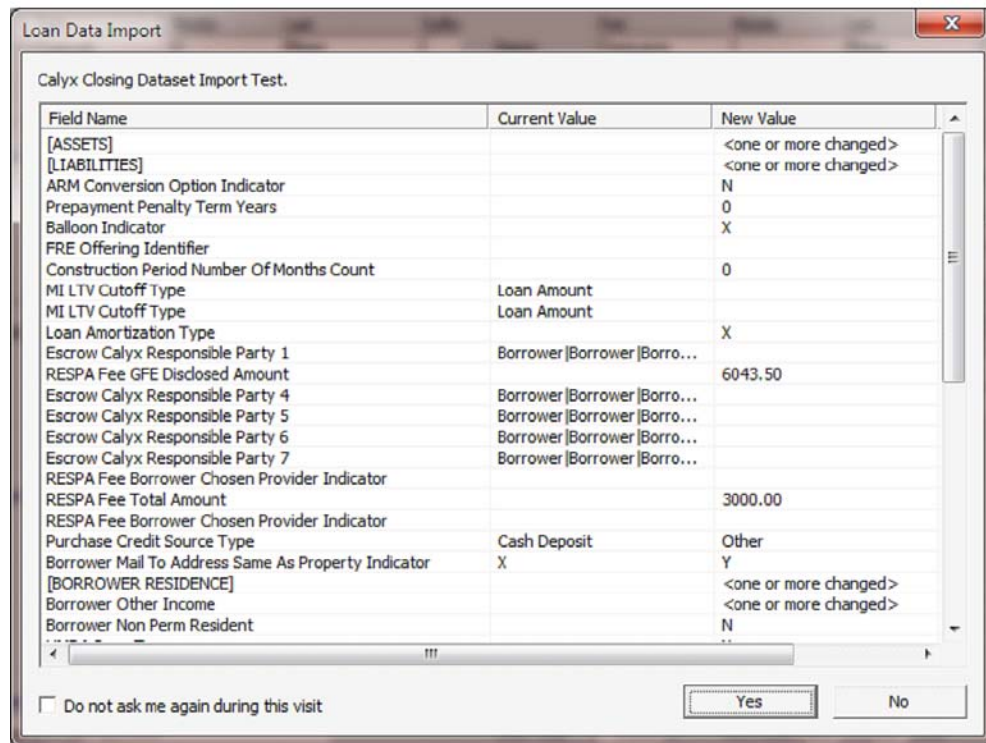 Loan Data Import
Calyx Closing Dataset Import Test.
Field Name Current Value New Value
[ASSETS] <one or more changed>
[LIABILITIES] <one or more changed>
ARM Conversion Option Indicator N
Prepayment Penalty Term Years 0
Balloon Indicator X
FRE Offering Identifier
Construction Period Number Of Months Count 0
MI LTV Cutoff Type Loan Amount
MI LTV Cutoff Type Loan Amount
Loan Amortization Type X
Escrow Calyx Responsible Party 1 Borrower|Borrower|Borro...
RESPA Fee GFE Disclosed Amount 6043.50
Escrow Calyx Responsible Party 4 Borrower|Borrower|Borro...
Escrow Calyx Responsible Party 5 Borrower|Borrower|Borro...
Escrow Calyx Responsible Party 6 Borrower|Borrower|Borro...
Escrow Calyx Responsible Party 7 Borrower|Borrower|Borro...
RESPA Fee Borrower Chosen Provider Indicator
RESPA Fee Total Amount 3000.00
RESPA Fee Borrower Chosen Provider Indicator
Purchase Credit Source Type Cash Deposit Other
Borrower Mail To Address Same As Property Indicator X Y
[BORROWER RESIDENCE] <one or more changed>
Borrower Other Income <one or more changed>
Borrower Non Perm Resident N
Do not ask me again during this visit Yes No